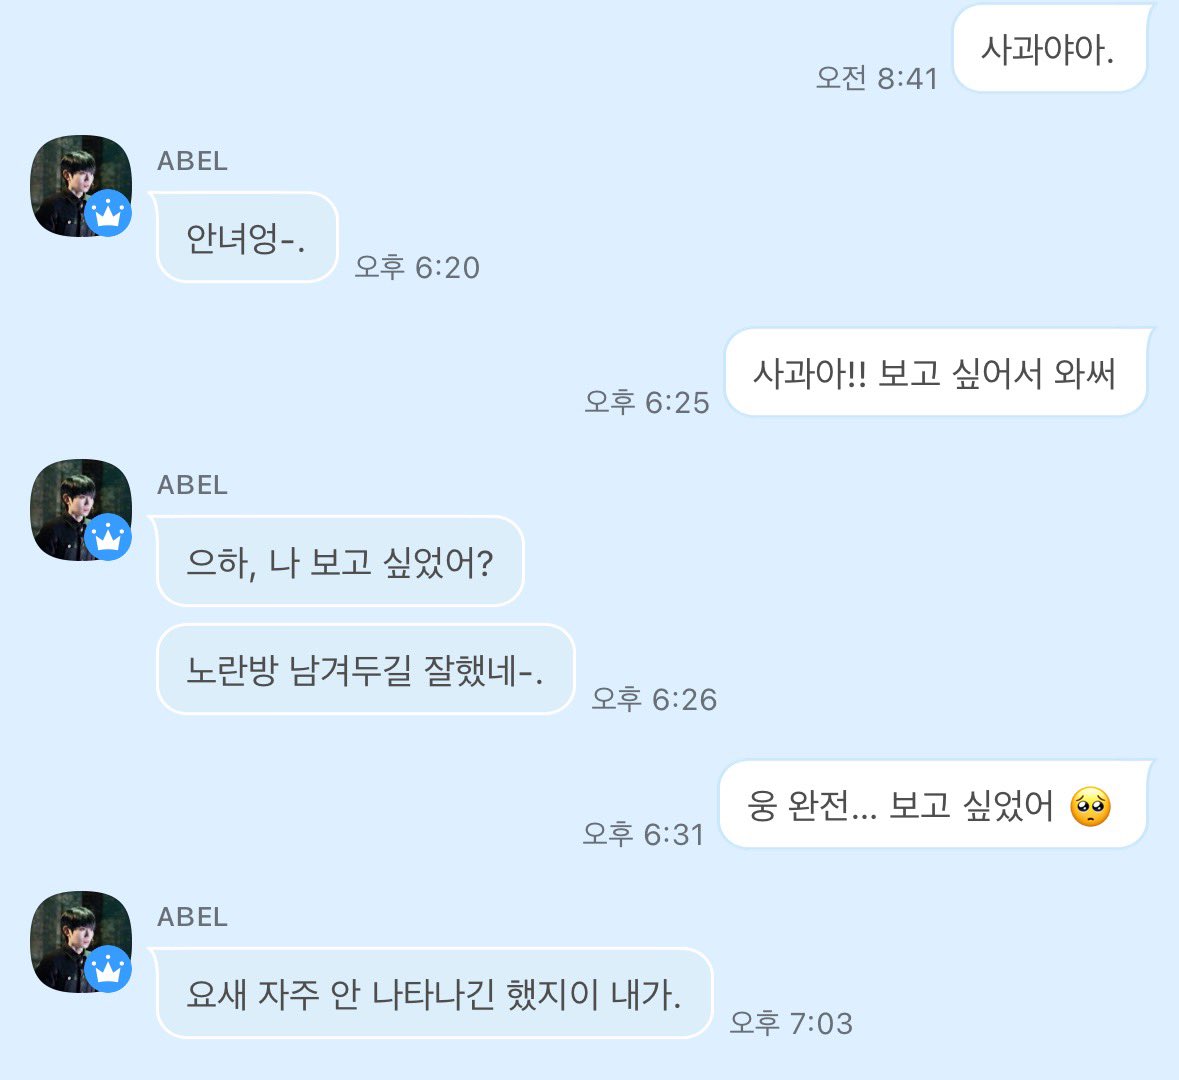 사과야아.
오전 8:41
ABEL
안녀엉-.
오후 6:20
사과아!! 보고 싶어서 와써
오후 6:25
ABEL
으하, 나 보고 싶었어?
노란방 남겨두길 잘했네-.
오후 6:26
웅 완전... 보고 싶었어 🥺
오후 6:31
ABEL
요새 자주 안 나타나긴 했지이 내가.
오후 7:03